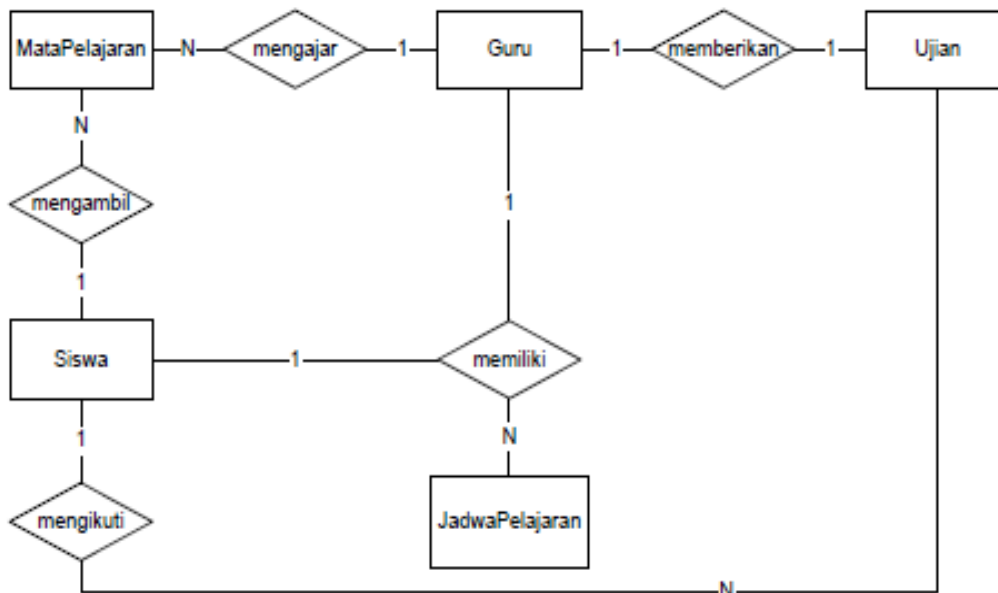 MataPelajaran N mengajar 1 Guru 1 memberikan 1 Ujian
N
1
mengambil
1
Siswa 1 memiliki
1
N
JadwaPelajaran
mengikuti
N